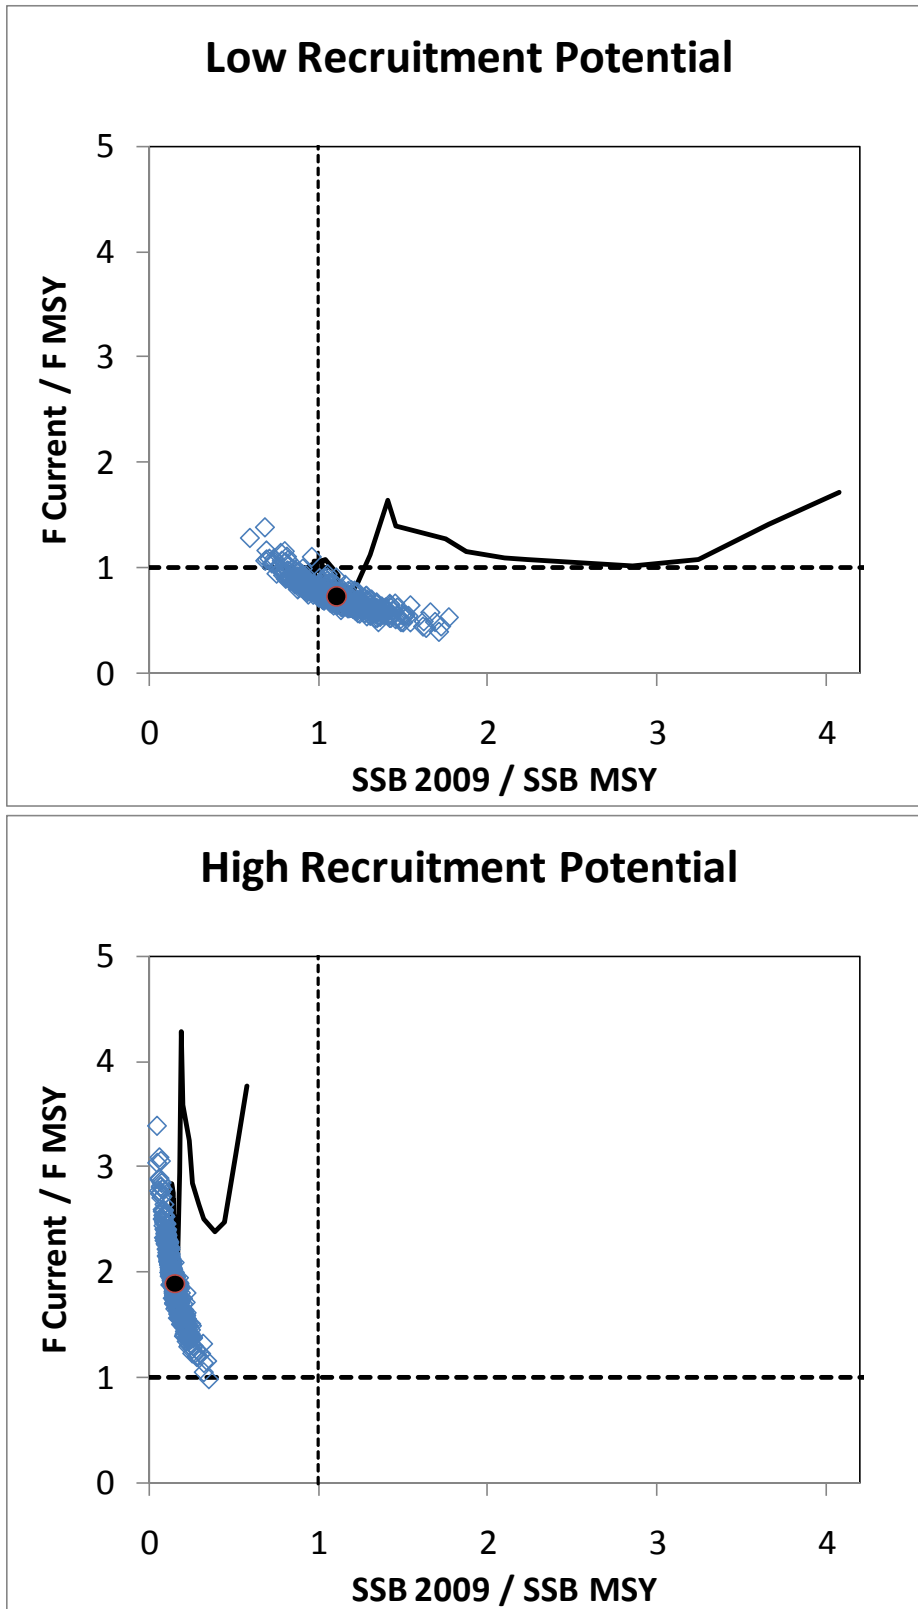 Low Recruitment Potential
5
4
3
2
1
0
F Current / F MSY
0 1 2 3 4
SSB 2009 / SSB MSY
High Recruitment Potential
5
4
3
2
1
0
F Current / F MSY
0 1 2 3 4
SSB 2009 / SSB MSY